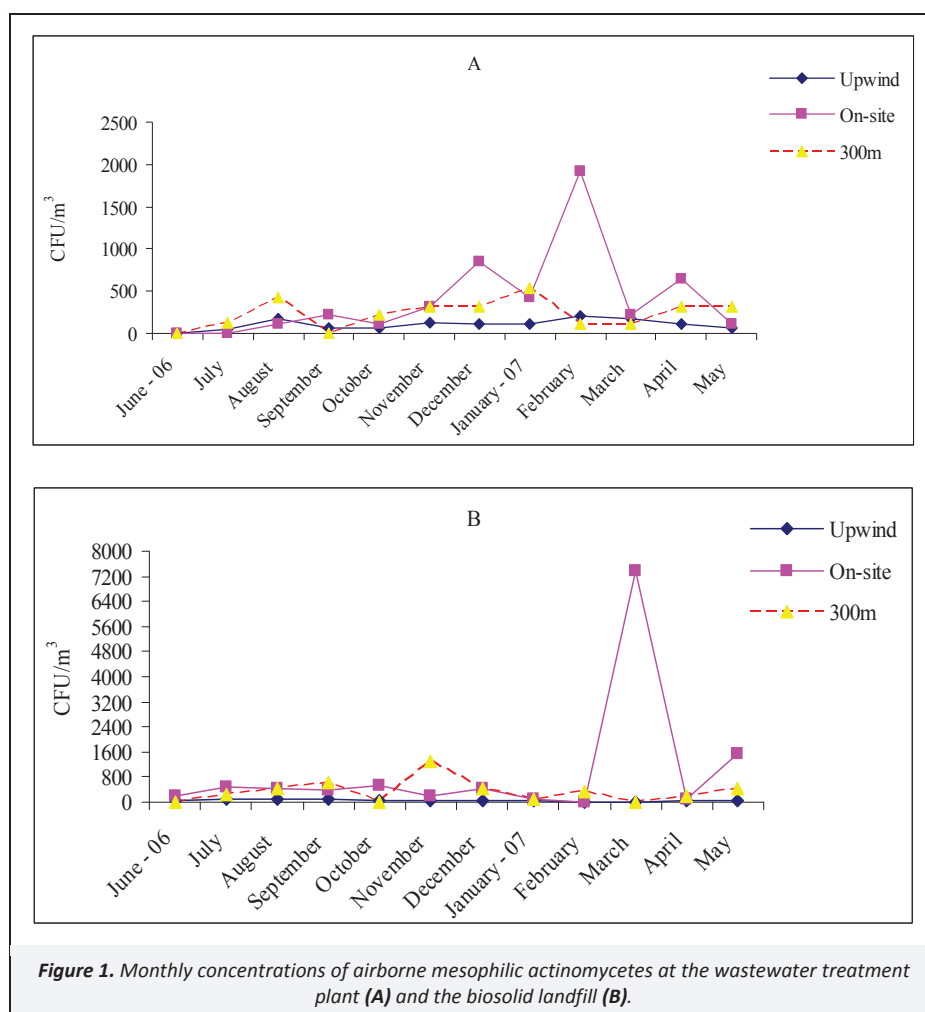 A
Upwind
On-site
300m
CFU/m³
2500
2000
1500
1000
500
0
June - 06
July
August
September
October
November
December
January - 07
February
March
April
May
B
Upwind
On-site
300m
CFU/m³
8000
7200
6400
5600
4800
4000
3200
2400
1600
800
0
June - 06
July
August
September
October
November
December
January - 07
February
March
April
May
Figure 1. Monthly concentrations of airborne mesophilic actinomycetes at the wastewater treatment
plant (A) and the biosolid landfill (B).